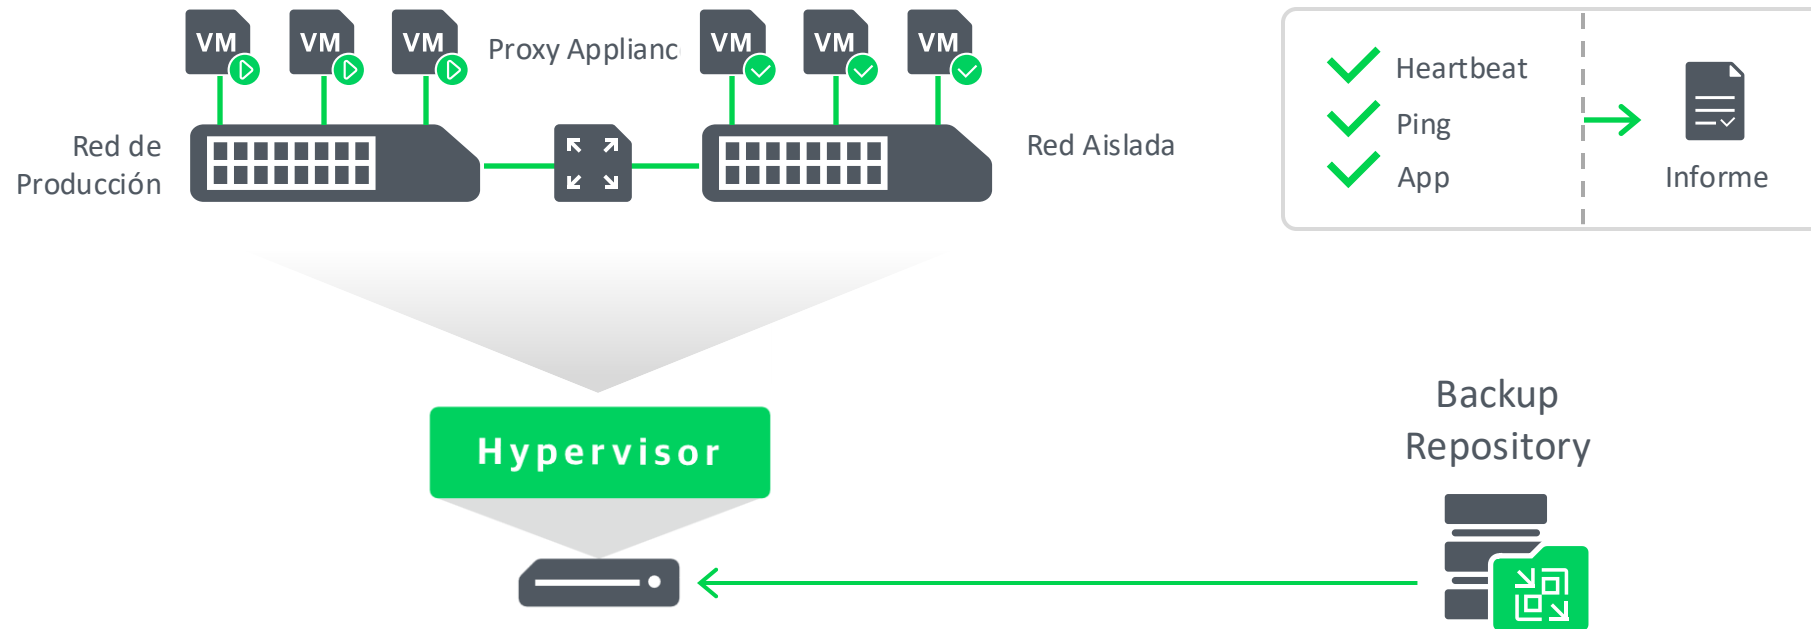 VM
VM
VM
Proxy Appliance
VM
VM
VM
Red de
Producción
Red Aislada
Heartbeat
Ping
App
Informe
Hypervisor
Backup
Repository